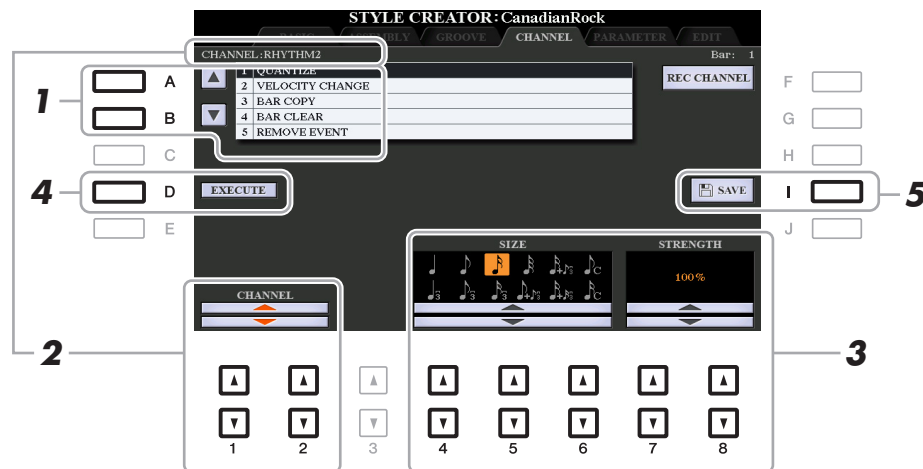 STYLE CREATOR:CanadianRock
BASIC ASSEMBLY GROOVE CHANNEL PARAMETER EDIT
CHANNEL:RHYTHM2 Bar: 1
1 QUANTIZE
2 VELOCITY CHANGE
3 BAR COPY
4 BAR CLEAR
5 REMOVE EVENT
REC CHANNEL
A
B
C
D
E
F
G
H
I
J
1
4
5
EXECUTE
SAVE
SIZE
STRENGTH
100%
CHANNEL
2
3
1 2 3 4 5 6 7 8